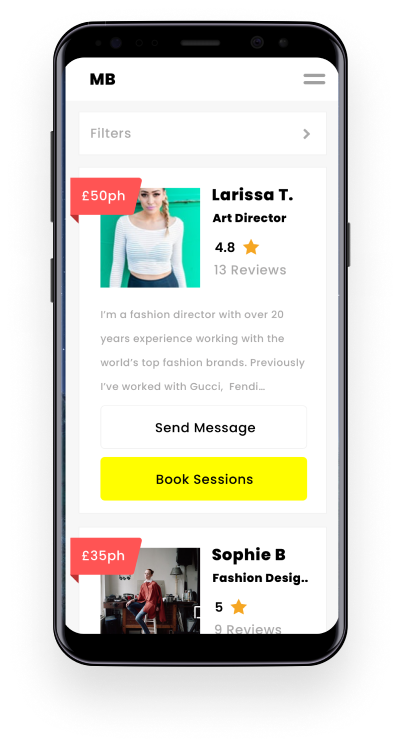 MB
Filters
£50ph
Larissa T.
Art Director
4.8
13 Reviews
I'm a fashion director with over 20
years experience working with the
world's top fashion brands. Previously
I've worked with Gucci, Fendi...
Send Message
Book Sessions
£35ph
Sophie B
Fashion Desig..
5
9 Reviews